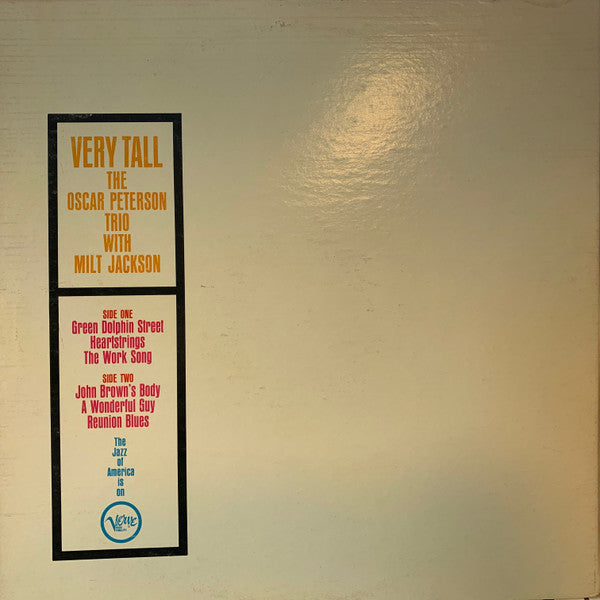 VERY TALL
THE
OSCAR PETERSON
TRIO
WITH
MILT JACKSON
SIDE ONE
Green Dolphin Street
Heartstrings
The Work Song
SIDE TWO
John Brown's Body
A Wonderful Guy
Reunion Blues
The
Jazz
of
America
is
on
Verve